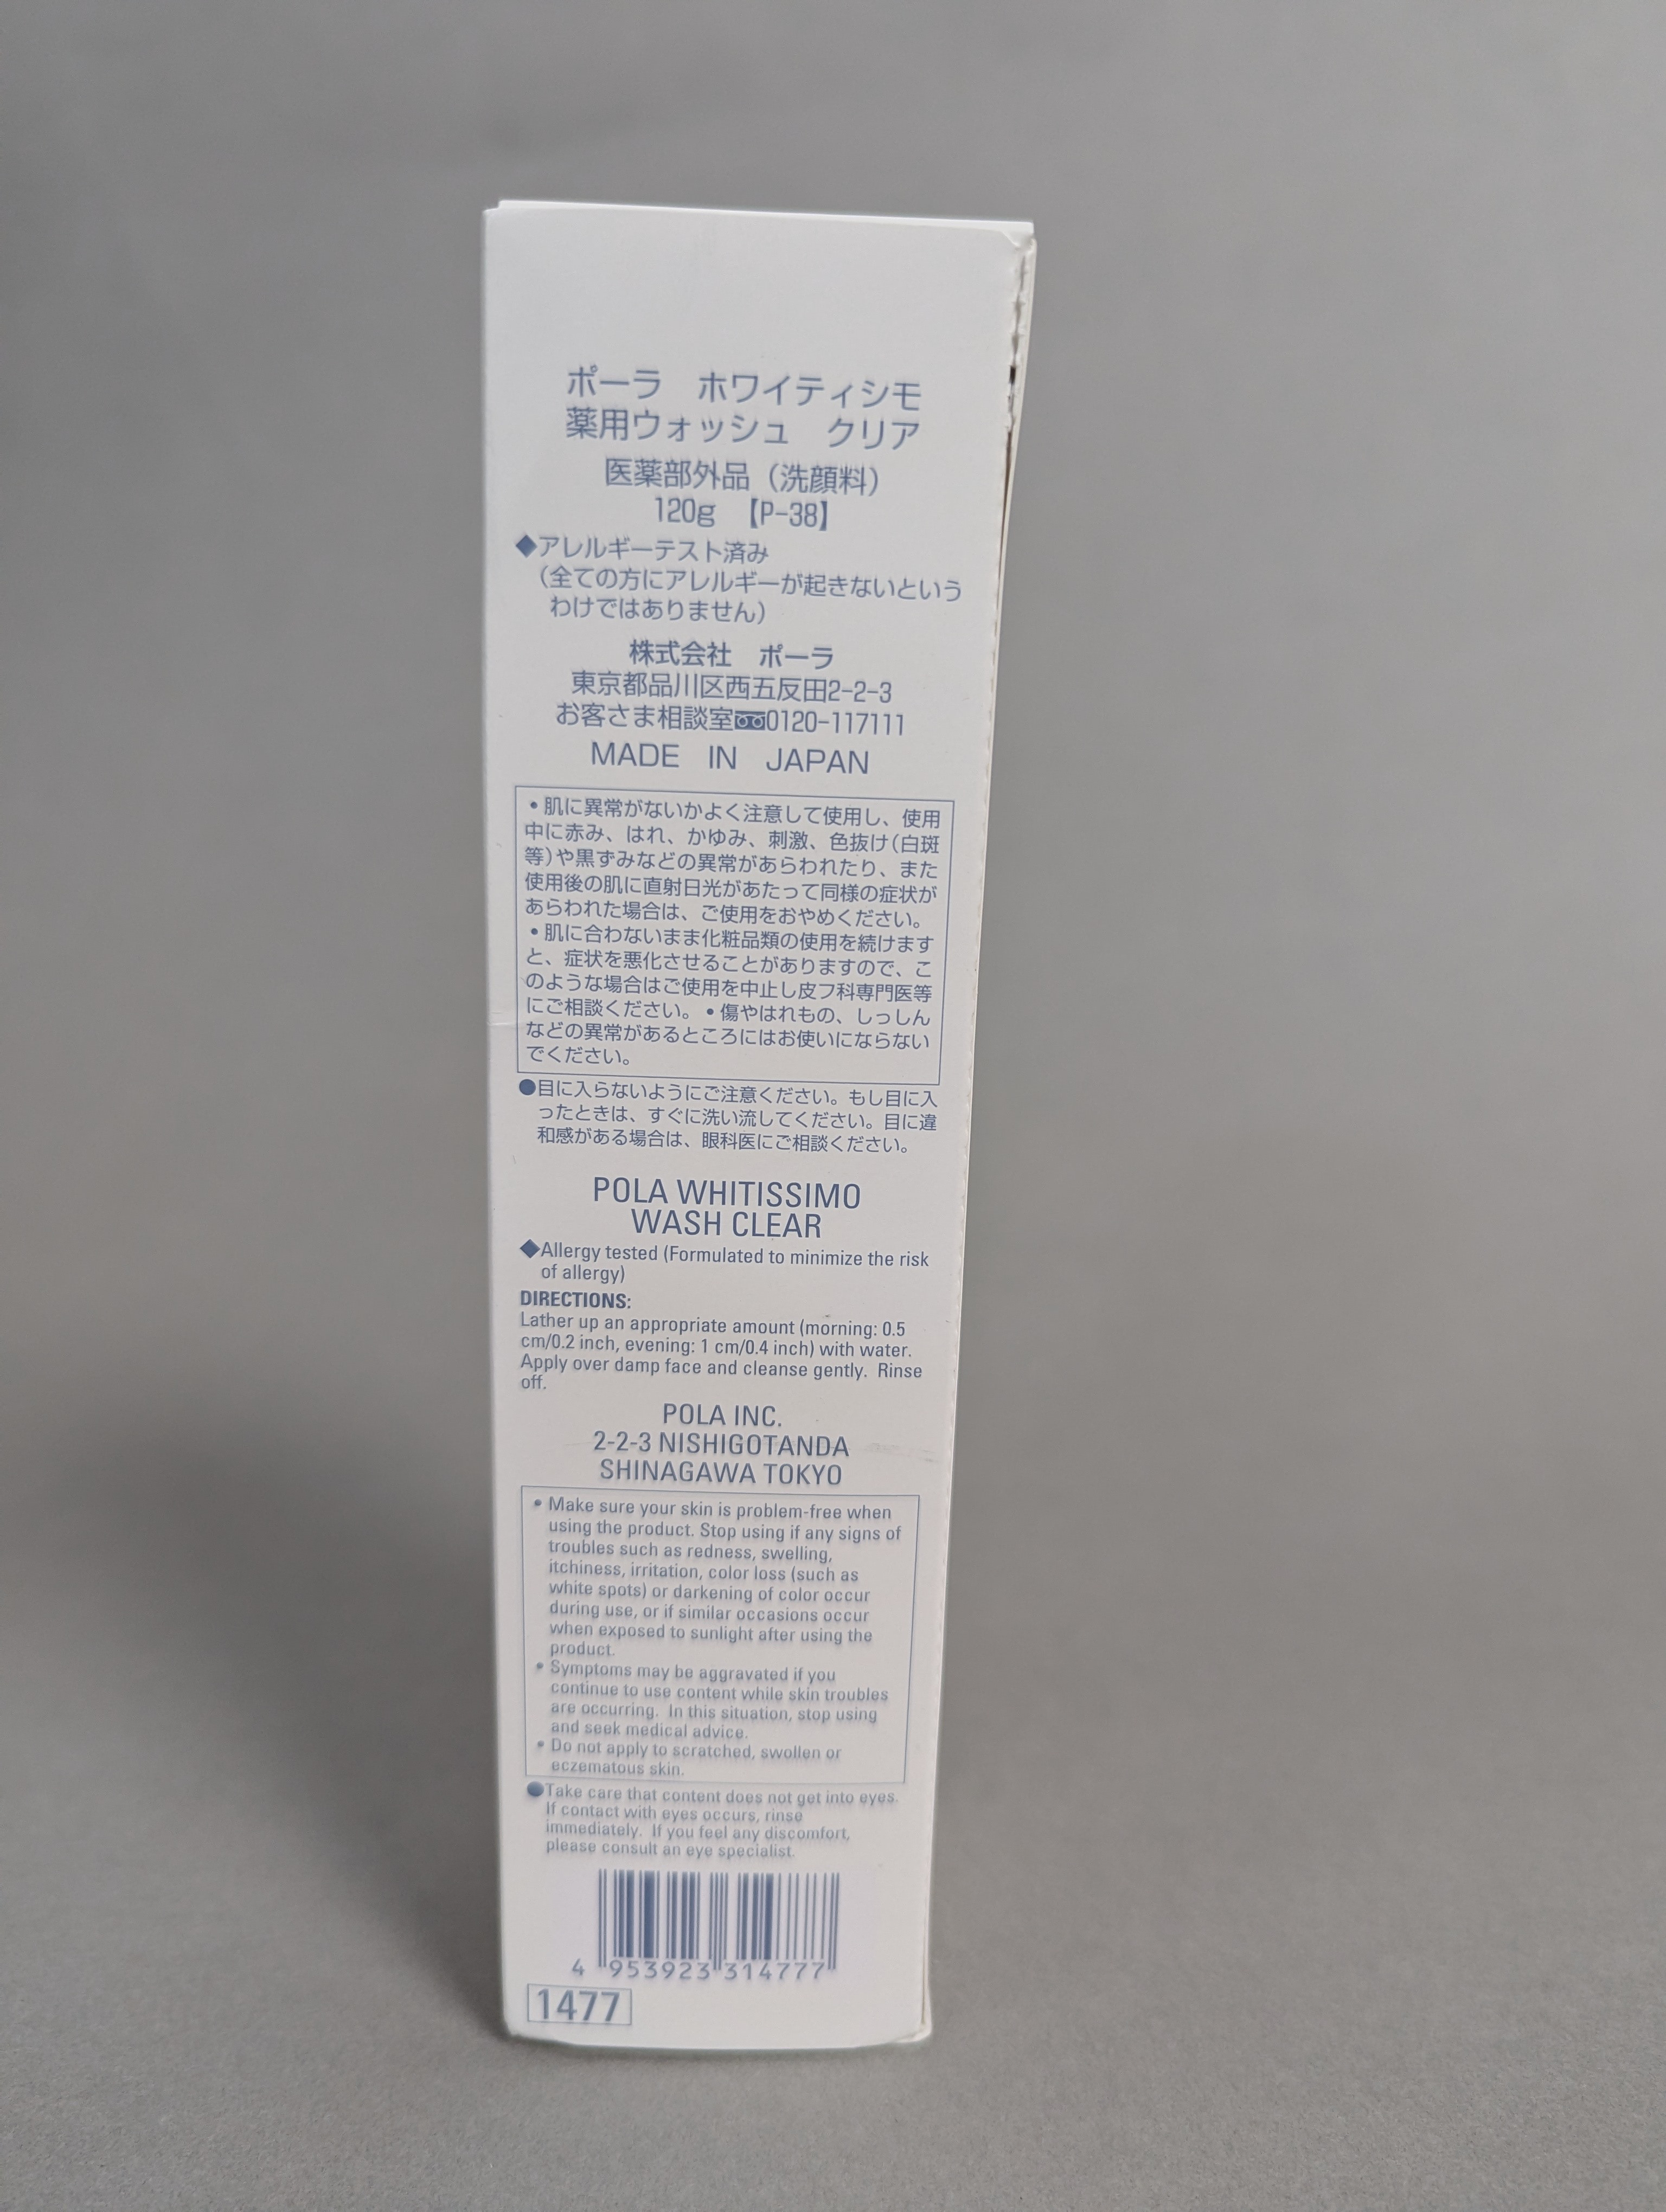 ポーラ　ホワイティシモ
薬用ウォッシュ　クリア
医薬部外品（洗顔料）
120g　【P-38】
◆アレルギーテスト済み
（全ての方にアレルギーが起きないという
わけではありません）
株式会社　ポーラ
東京都品川区西五反田2-2-3
お客さま相談室0120-117111
MADE IN JAPAN
・肌に異常がないかよく注意して使用し、使用
中に赤み、はれ、かゆみ、刺激、色抜け（白斑
等）や黒ずみなどの異常があらわれたり、また
使用後の肌に直射日光があたって同様の症状が
あらわれた場合は、ご使用をおやめください。
・肌に合わないまま化粧品類の使用を続けます
と、症状を悪化させることがありますので、こ
のような場合はご使用を中止し皮フ科専門医等
にご相談ください。・傷やはれもの、しっしん
などの異常があるところにはお使いにならない
でください。
●目に入らないようにご注意ください。もし目に入
ったときは、すぐに洗い流してください。目に違
和感がある場合は、眼科医にご相談ください。
POLA WHITISSIMO
WASH CLEAR
◆Allergy tested (Formulated to minimize the risk
of allergy)
DIRECTIONS:
Lather up an appropriate amount (morning: 0.5
cm/0.2 inch, evening: 1 cm/0.4 inch) with water.
Apply over damp face and cleanse gently. Rinse
off.
POLA INC.
2-2-3 NISHIGOTANDA
SHINAGAWA TOKYO
• Make sure your skin is problem-free when
using the product. Stop using if any signs of
troubles such as redness, swelling,
itchiness, irritation, color loss (such as
white spots) or darkening of color occur
during use, or if similar occasions occur
when exposed to sunlight after using the
product.
• Symptoms may be aggravated if you
continue to use content while skin troubles
are occurring. In this situation, stop using
and seek medical advice.
• Do not apply to scratched, swollen or
eczematous skin.
●Take care that content does not get into eyes.
If contact with eyes occurs, rinse
immediately. If you feel any discomfort,
please consult an eye specialist.
4 953923 314777
1477